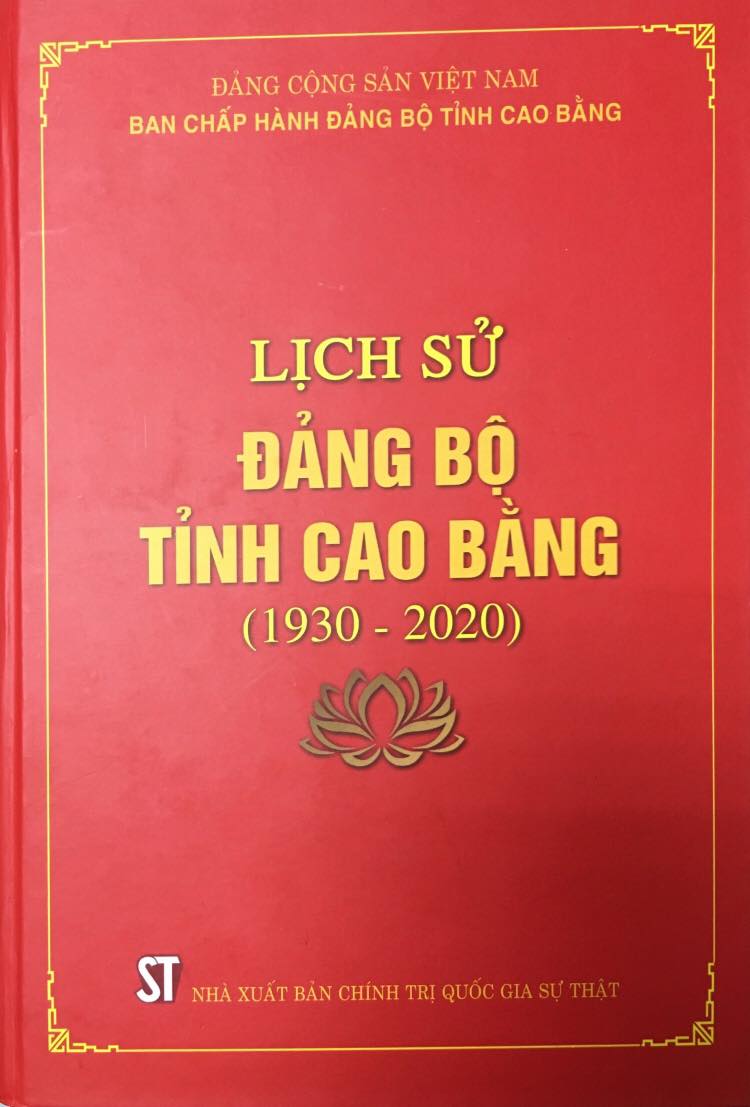 ĐẢNG CỘNG SẢN VIỆT NAM
BAN CHẤP HÀNH ĐẢNG BỘ TỈNH CAO BẰNG
LỊCH SỬ
ĐẢNG BỘ
TỈNH CAO BẰNG
(1930 - 2020)
ST NHÀ XUẤT BẢN CHÍNH TRỊ QUỐC GIA SỰ THẬT